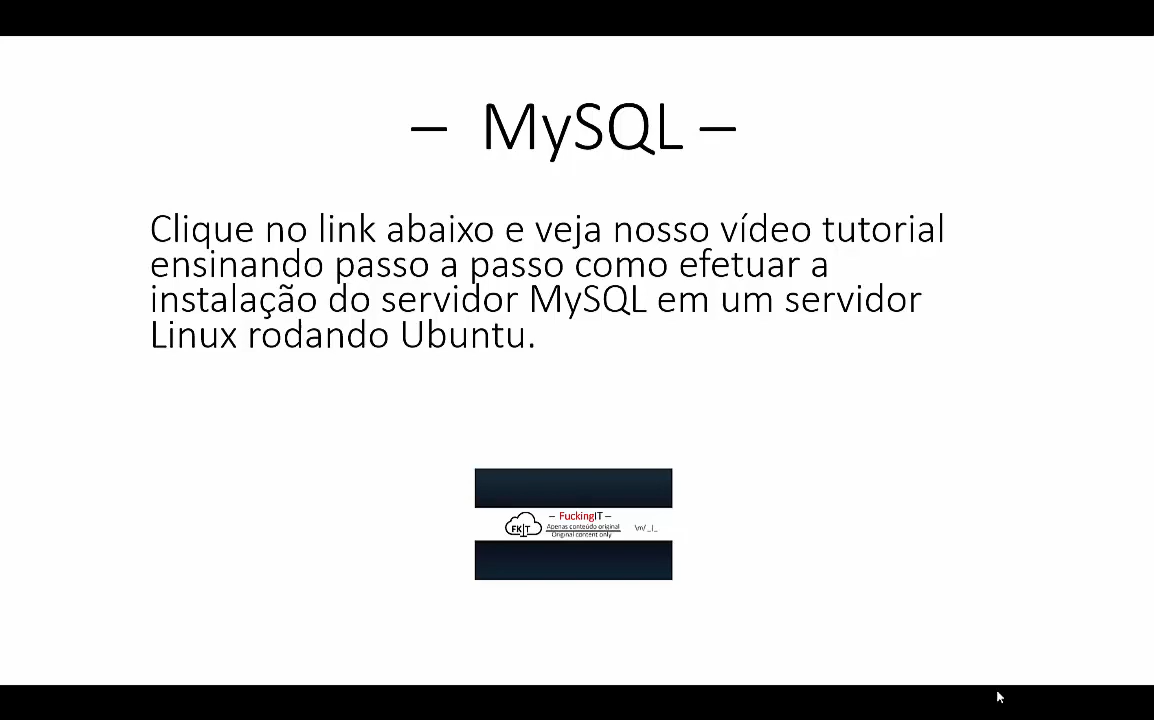 – MySQL –
Clique no link abaixo e veja nosso vídeo tutorial
ensinando passo a passo como efetuar a
instalação do servidor MySQL em um servidor
Linux rodando Ubuntu.
– FuckingIT –
FKIT
Apenas conteúdo original
Original content only
\m/ _|_